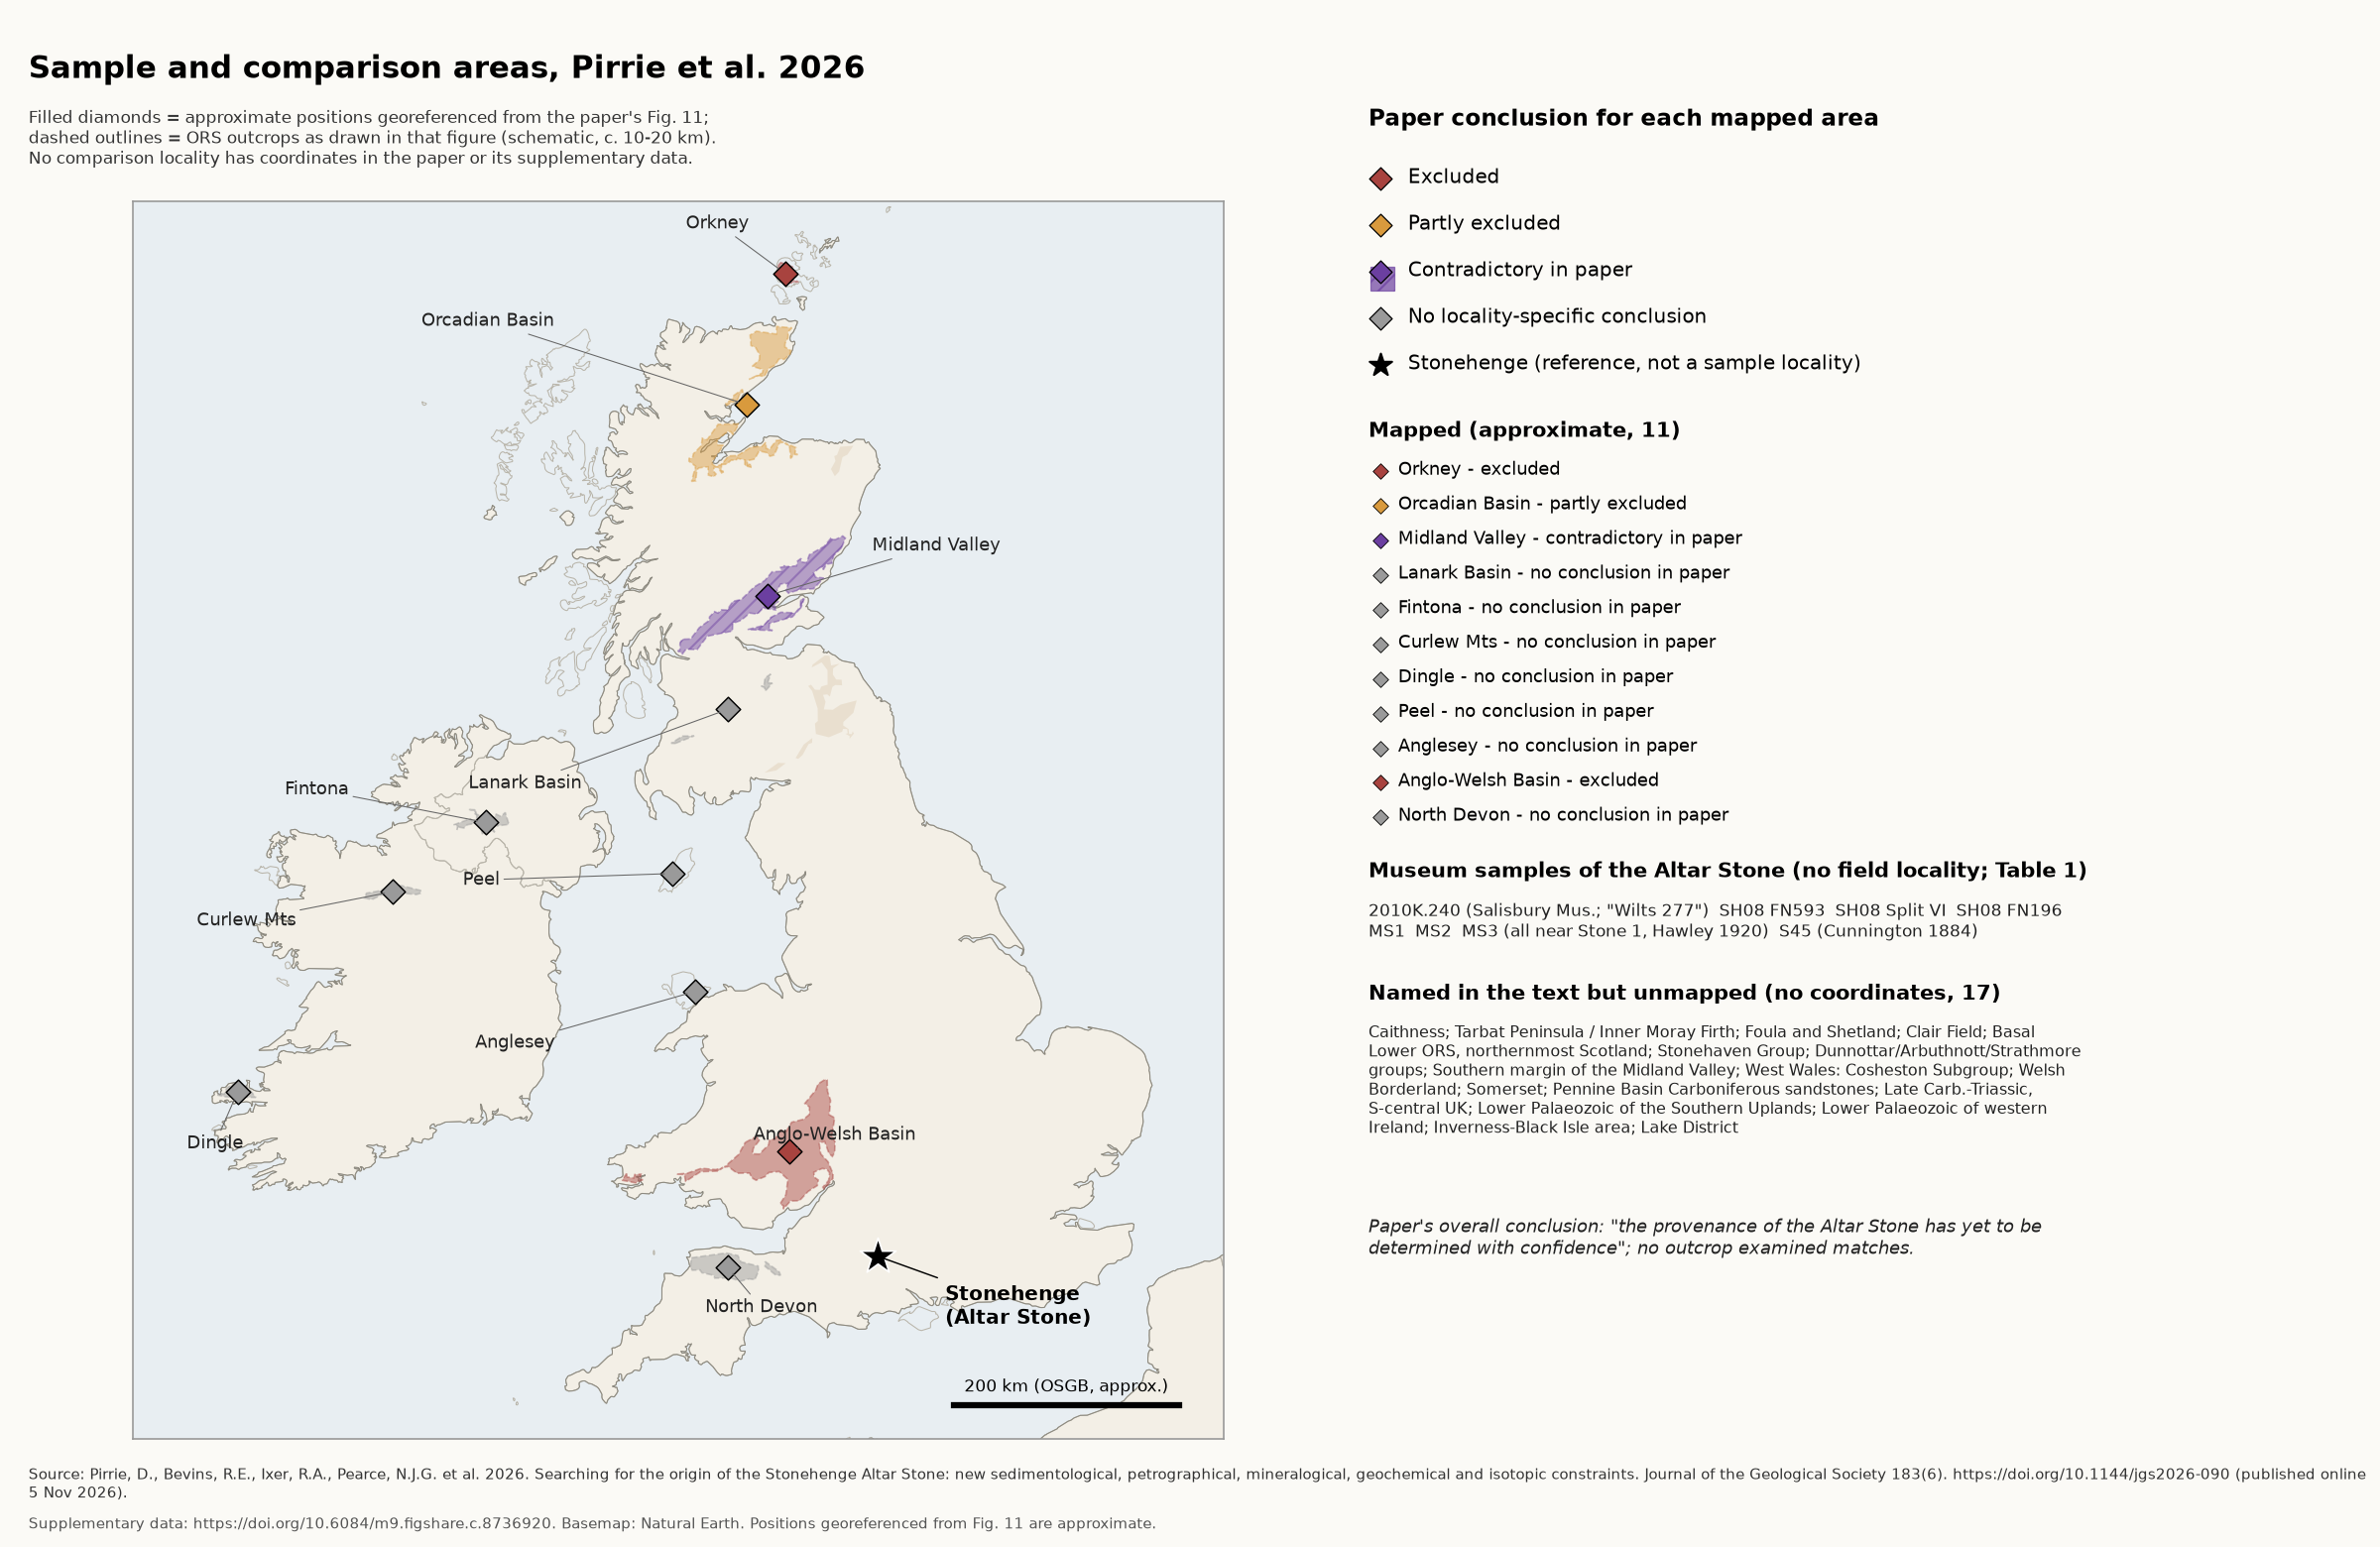 Sample and comparison areas, Pirrie et al. 2026
Filled diamonds = approximate positions georeferenced from the paper's Fig. 11;
dashed outlines = ORS outcrops as drawn in that figure (schematic, c. 10-20 km).
No comparison locality has coordinates in the paper or its supplementary data.
Orkney
Orcadian Basin
Midland Valley
Lanark Basin
Fintona
Peel
Curlew Mts
Anglesey
Dingle
Anglo-Welsh Basin
North Devon
Stonehenge
(Altar Stone)
200 km (OSGB, approx.)
Paper conclusion for each mapped area
Excluded
Partly excluded
Contradictory in paper
No locality-specific conclusion
Stonehenge (reference, not a sample locality)
Mapped (approximate, 11)
Orkney - excluded
Orcadian Basin - partly excluded
Midland Valley - contradictory in paper
Lanark Basin - no conclusion in paper
Fintona - no conclusion in paper
Curlew Mts - no conclusion in paper
Dingle - no conclusion in paper
Peel - no conclusion in paper
Anglesey - no conclusion in paper
Anglo-Welsh Basin - excluded
North Devon - no conclusion in paper
Museum samples of the Altar Stone (no field locality; Table 1)
2010K.240 (Salisbury Mus.; "Wilts 277")  SH08 FN593  SH08 Split VI  SH08 FN196
MS1  MS2  MS3 (all near Stone 1, Hawley 1920)  S45 (Cunnington 1884)
Named in the text but unmapped (no coordinates, 17)
Caithness; Tarbat Peninsula / Inner Moray Firth; Foula and Shetland; Clair Field; Basal
Lower ORS, northernmost Scotland; Stonehaven Group; Dunnottar/Arbuthnott/Strathmore
groups; Southern margin of the Midland Valley; West Wales: Cosheston Subgroup; Welsh
Borderland; Somerset; Pennine Basin Carboniferous sandstones; Late Carb.-Triassic,
S-central UK; Lower Palaeozoic of the Southern Uplands; Lower Palaeozoic of western
Ireland; Inverness-Black Isle area; Lake District
Paper's overall conclusion: "the provenance of the Altar Stone has yet to be
determined with confidence"; no outcrop examined matches.
Source: Pirrie, D., Bevins, R.E., Ixer, R.A., Pearce, N.J.G. et al. 2026. Searching for the origin of the Stonehenge Altar Stone: new sedimentological, petrographical, mineralogical, geochemical and isotopic constraints. Journal of the Geological Society 183(6). https://doi.org/10.1144/jgs2026-090 (published online
5 Nov 2026).
Supplementary data: https://doi.org/10.6084/m9.figshare.c.8736920. Basemap: Natural Earth. Positions georeferenced from Fig. 11 are approximate.